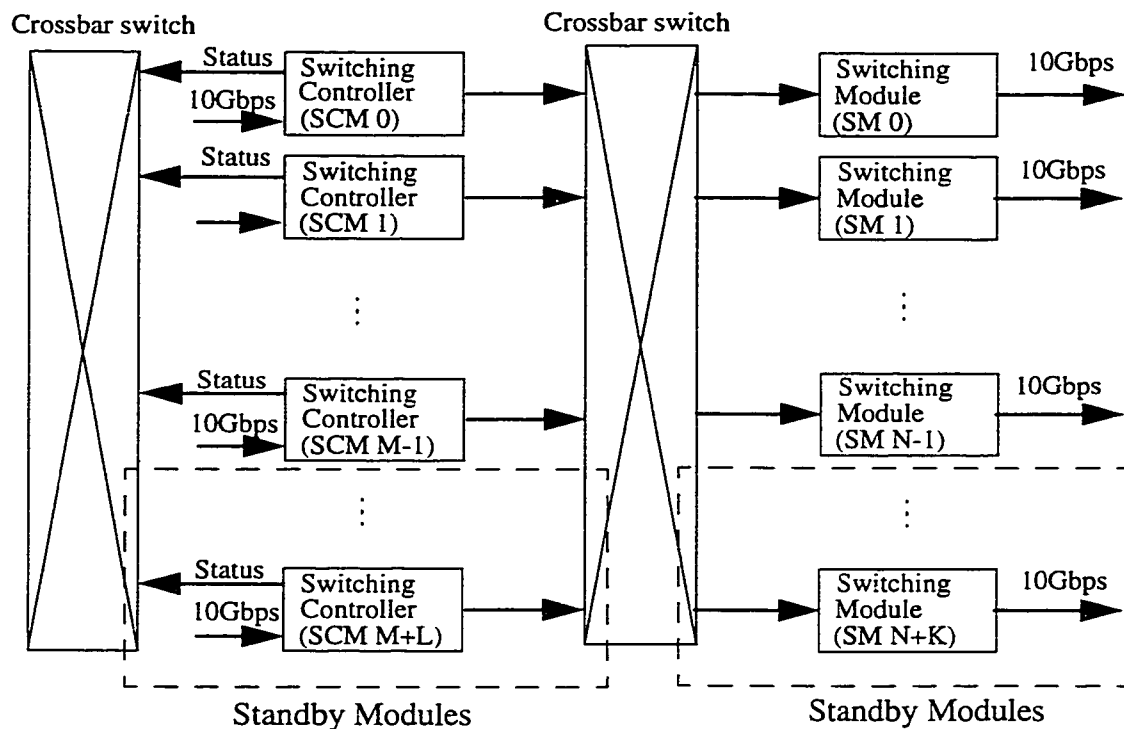 Crossbar switch
Crossbar switch
Status
Switching
Controller
(SCM 0)
10Gbps
Switching
Module
(SM 0)
10Gbps
Status
Switching
Controller
(SCM 1)
Switching
Module
(SM 1)
10Gbps
Status
Switching
Controller
(SCM M-1)
10Gbps
Switching
Module
(SM N-1)
10Gbps
Status
Switching
Controller
(SCM M+L)
10Gbps
Switching
Module
(SM N+K)
10Gbps
Standby Modules
Standby Modules